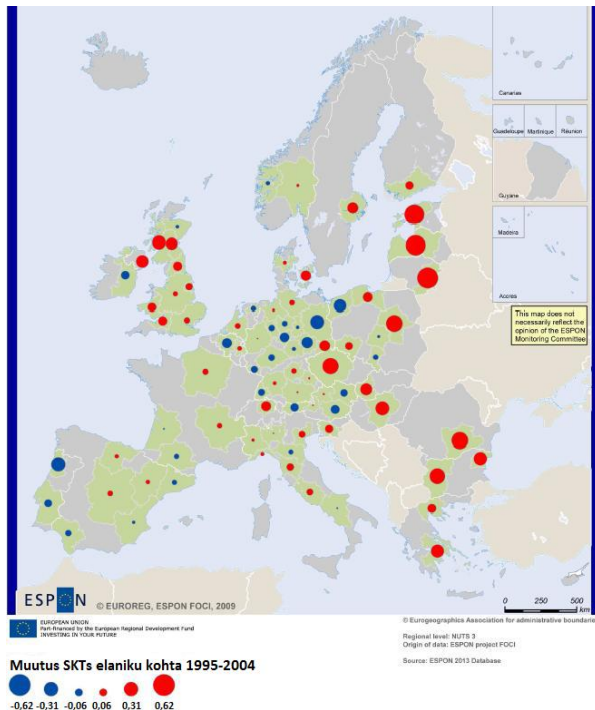 Canaries
Guadeloupe Martinique Réunion
Guyane
Madeira
Acores
This map does not
necessarily reflect the
opinion of the ESPON
Monitoring Committee
ESPON
© EUROREG, ESPON FOCI, 2009
0 250 500
km
EUROPEAN UNION
Part-financed by the European Regional Development Fund
INVESTING IN YOUR FUTURE
© Eurogeographics Association for administrative boundarie
Regional level: NUTS 3
Origin of data: ESPON project FOCI
Source: ESPON 2013 Database
Muutus SKTs elaniku kohta 1995-2004
-0,62 -0,31 -0,06 0,06 0,31 0,62